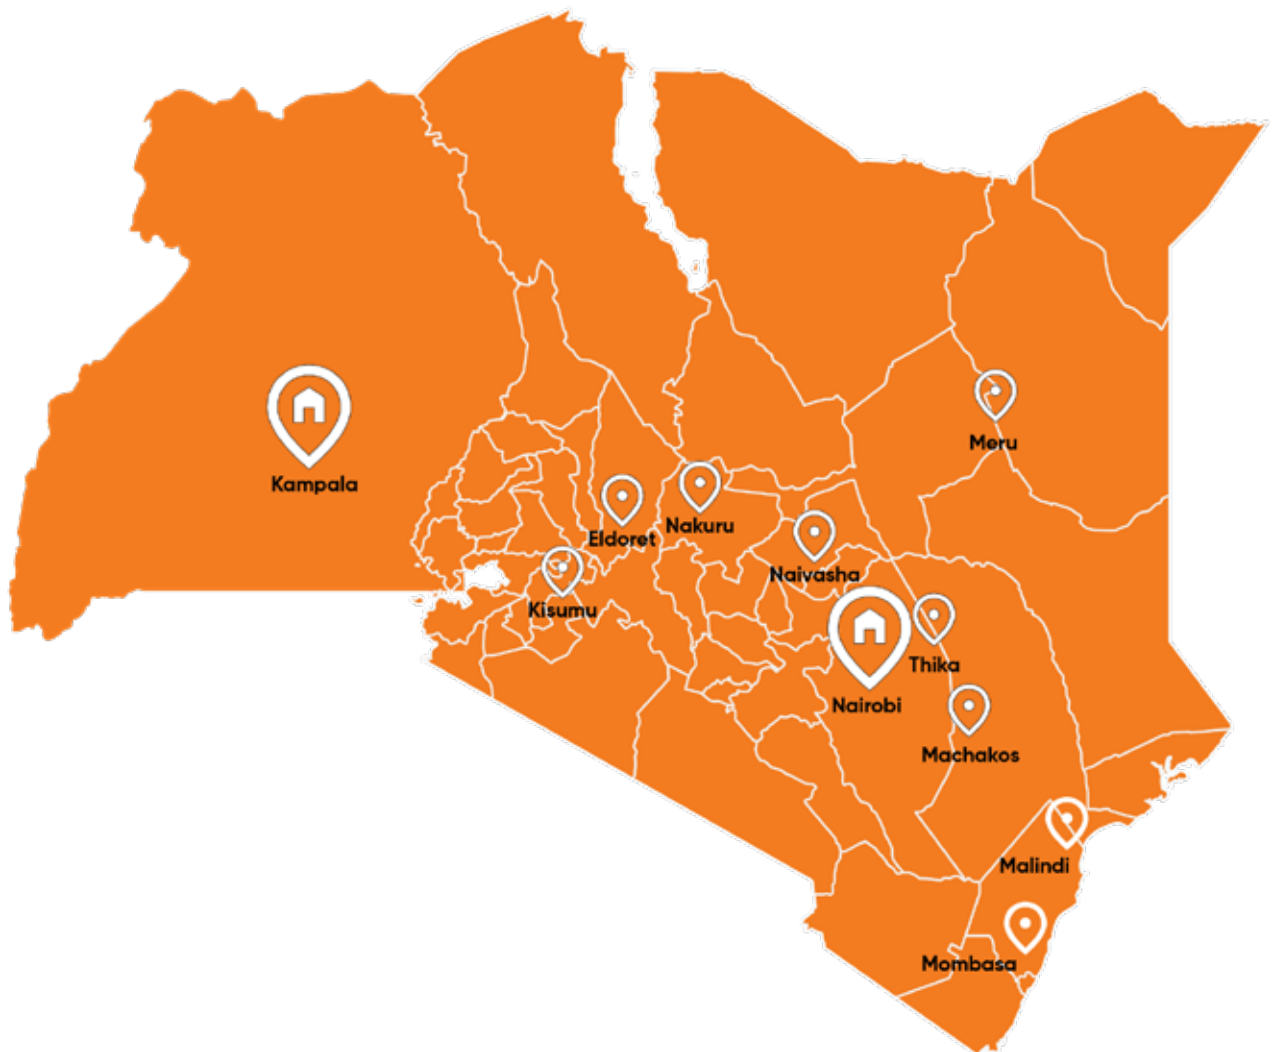 Meru
Kampala
Nakuru
Eldoret
Naivasha
Kisumu
Thika
Nairobi
Machakos
Malindi
Mombasa